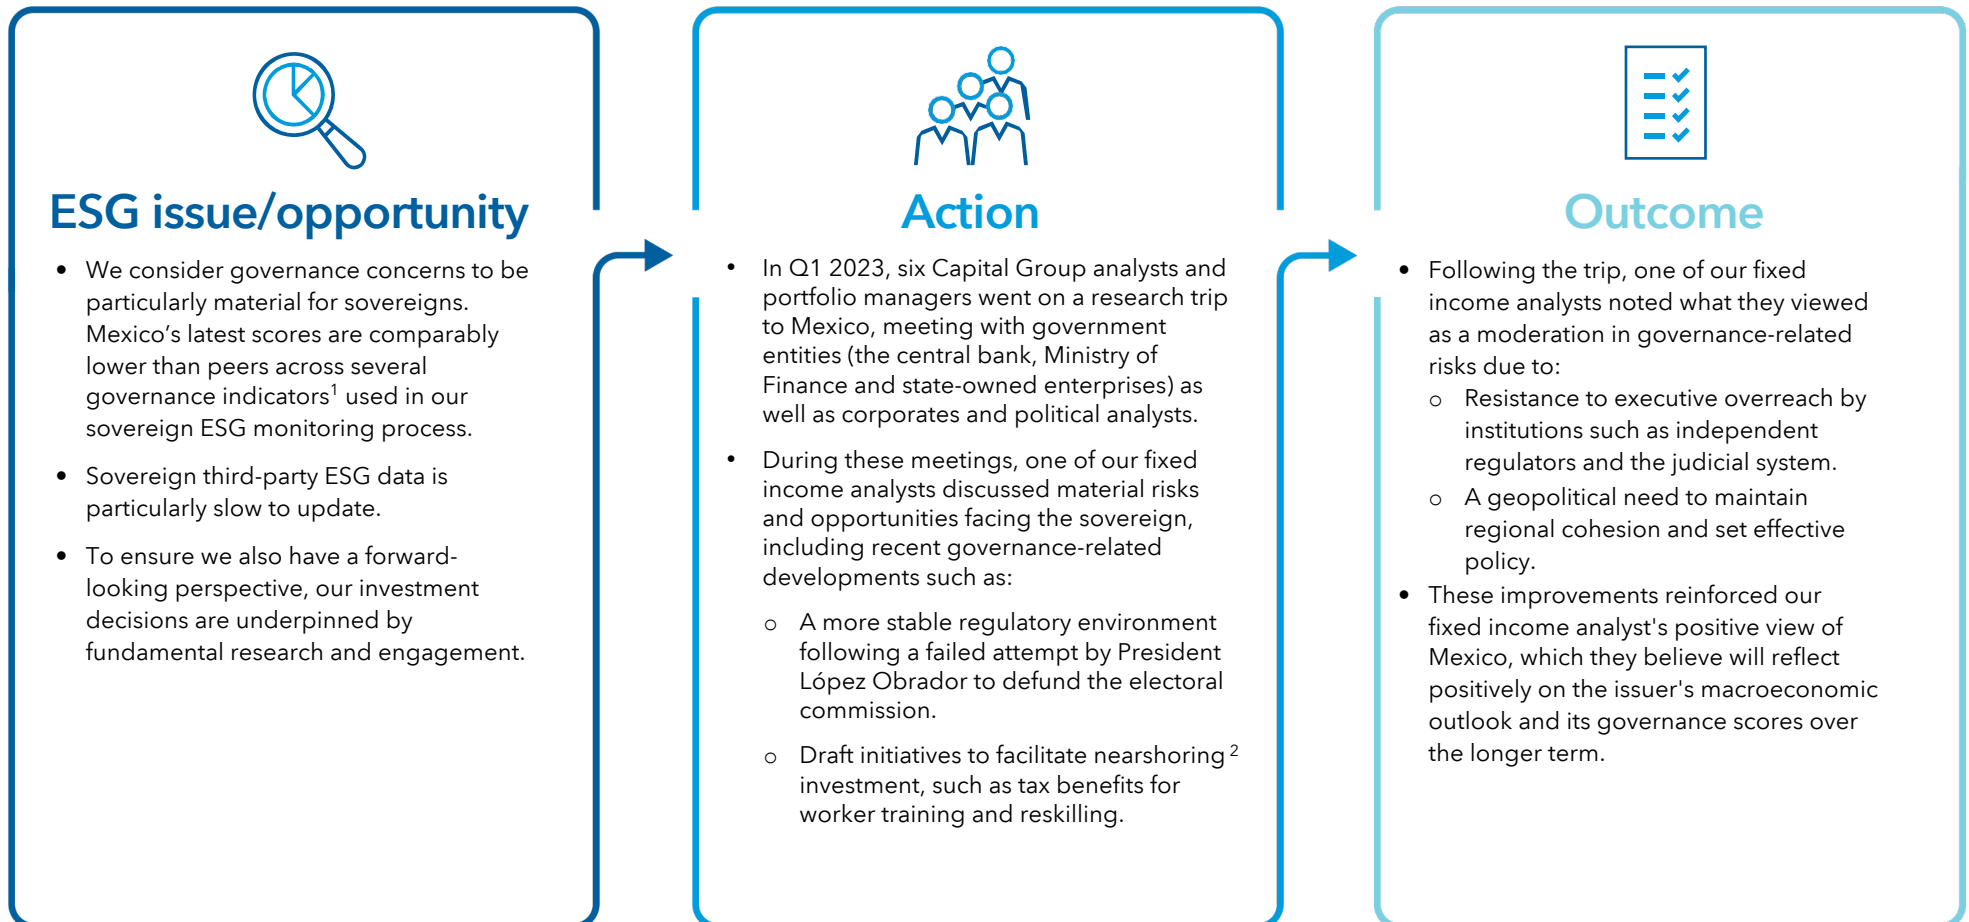 ESG issue/opportunity
• We consider governance concerns to be
particularly material for sovereigns.
Mexico’s latest scores are comparably
lower than peers across several
governance indicators¹ used in our
sovereign ESG monitoring process.
• Sovereign third-party ESG data is
particularly slow to update.
• To ensure we also have a forward-
looking perspective, our investment
decisions are underpinned by
fundamental research and engagement.
Action
• In Q1 2023, six Capital Group analysts and
portfolio managers went on a research trip
to Mexico, meeting with government
entities (the central bank, Ministry of
Finance and state-owned enterprises) as
well as corporates and political analysts.
• During these meetings, one of our fixed
income analysts discussed material risks
and opportunities facing the sovereign,
including recent governance-related
developments such as:
o A more stable regulatory environment
following a failed attempt by President
López Obrador to defund the electoral
commission.
o Draft initiatives to facilitate nearshoring ²
investment, such as tax benefits for
worker training and reskilling.
Outcome
• Following the trip, one of our fixed
income analysts noted what they viewed
as a moderation in governance-related
risks due to:
o Resistance to executive overreach by
institutions such as independent
regulators and the judicial system.
o A geopolitical need to maintain
regional cohesion and set effective
policy.
• These improvements reinforced our
fixed income analyst's positive view of
Mexico, which they believe will reflect
positively on the issuer's macroeconomic
outlook and its governance scores over
the longer term.